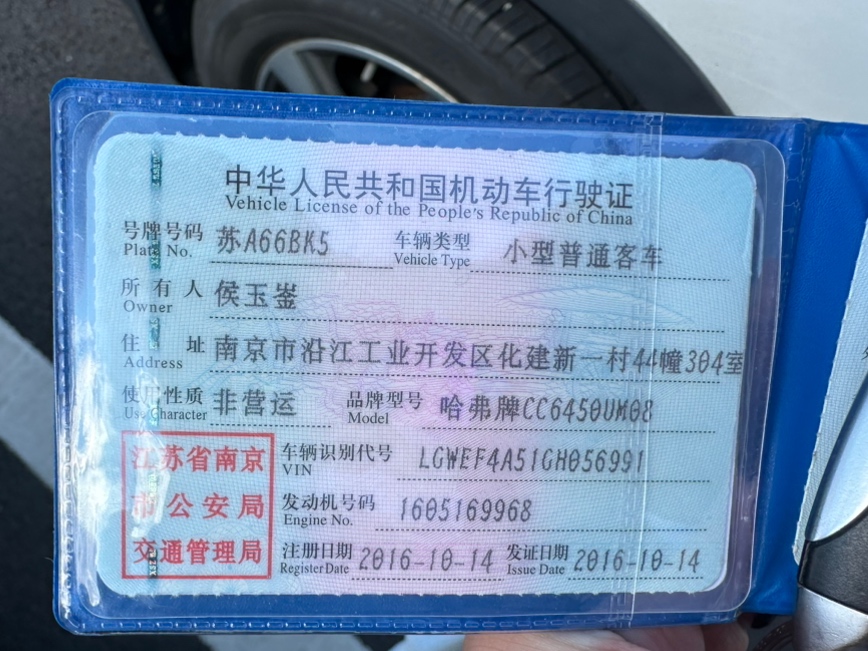 中华人民共和国机动车行驶证
Vehicle License of the People's Republic of China
号牌号码 苏A66BK5 车辆类型 小型普通客车
Plate No. Vehicle Type
所有人 侯玉崟
Owner
住址 南京市沿江工业开发区化建新一村44幢304室
Address
使用性质 非营运 品牌型号 哈弗牌CC6450UM08
Use Character Model
江苏省南京
市公安局
交通管理局
车辆识别代号 LGWEF4A51GH056991
VIN
发动机号码 1605169968
Engine No.
注册日期 2016-10-14 发证日期 2016-10-14
Register Date Issue Date